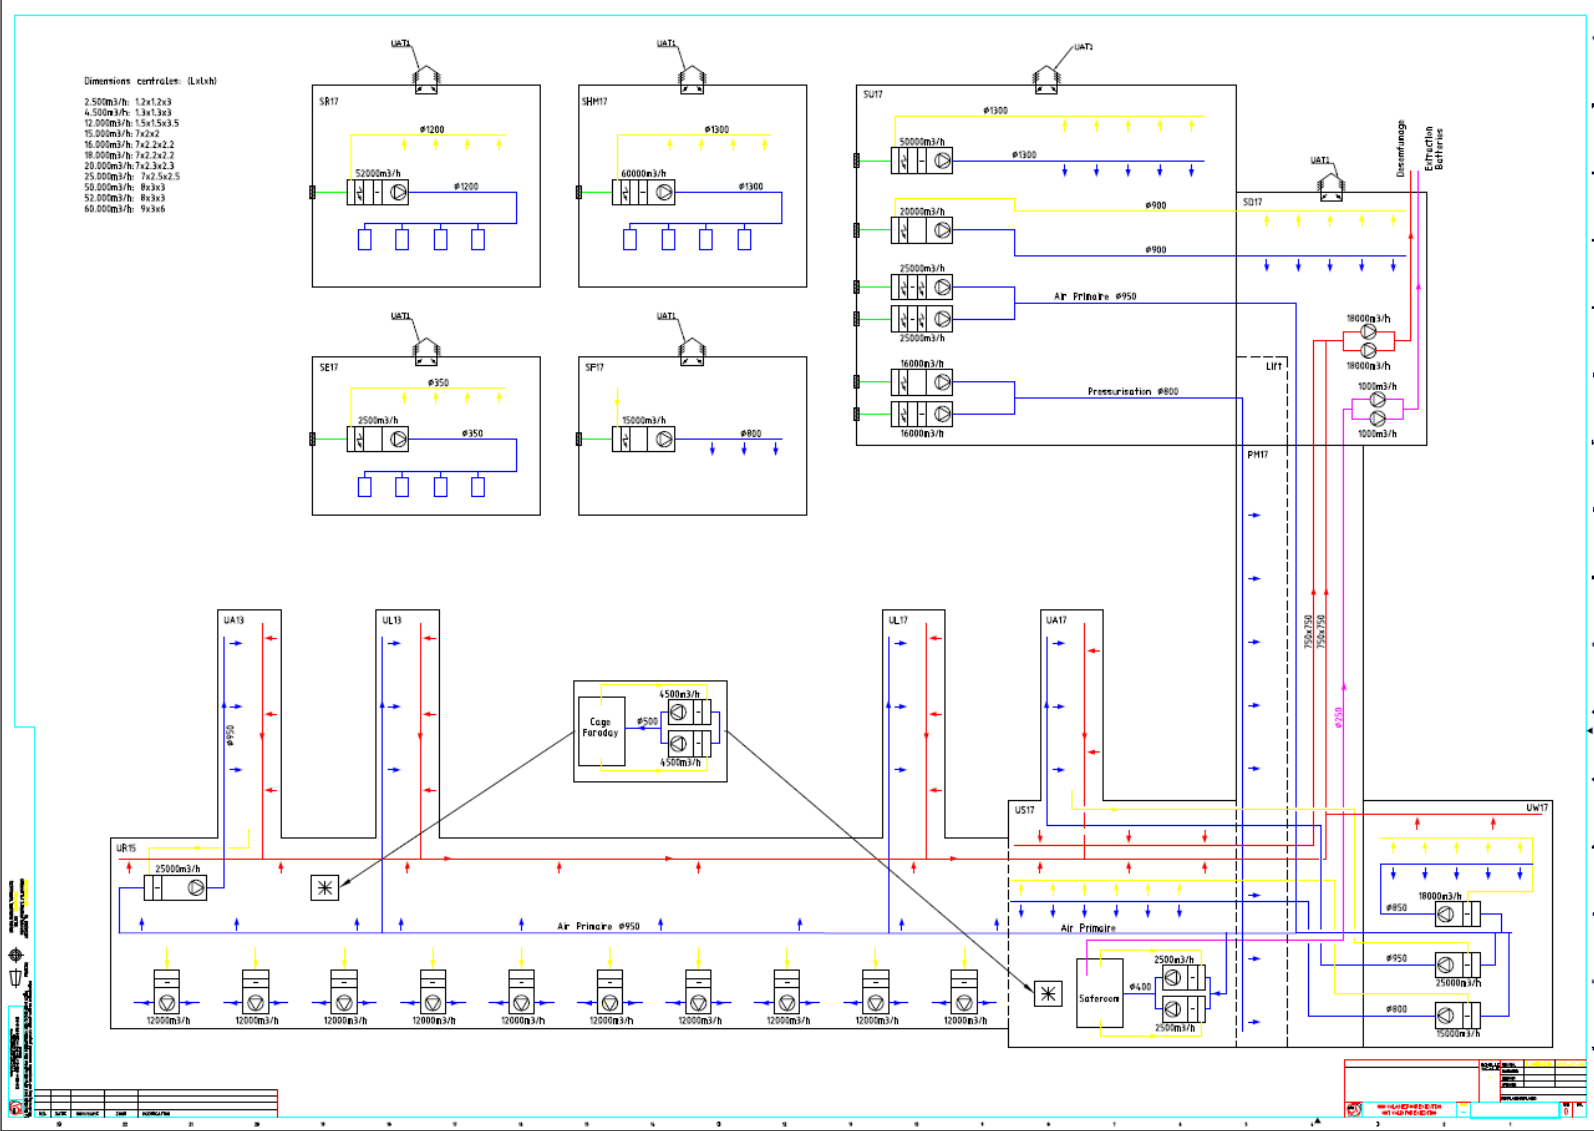 Dimensions centrales: (LxLxh)
2.500m3/h: 1.2x1.2x3
4.500m3/h: 1.3x1.3x3
12.000m3/h: 1.5x1.5x3.5
15.000m3/h: 7x2x2
16.000m3/h: 7x2.2x2.2
18.000m3/h: 7x2.2x2.2
20.000m3/h: 7x2.3x2.3
25.000m3/h: 7x2.5x2.5
50.000m3/h: 8x3x3
52.000m3/h: 8x3x3
60.000m3/h: 9x3x6
UAT1
SR17
ø1200
52000m3/h
ø1200
UAT1
SHM17
ø1300
60000m3/h
ø1300
UAT1
SU17
ø1300
50000m3/h
ø1300
20000m3/h
ø900
ø900
25000m3/h
Air Primaire ø950
25000m3/h
16000m3/h
Pressurisation ø800
16000m3/h
UAT1
SD17
Desenfumage
Extraction
Batteries
18000m3/h
18000m3/h
1000m3/h
1000m3/h
Lift
PM17
UAT1
SE17
ø350
2500m3/h
ø350
UAT1
SF17
15000m3/h
ø800
UA13
ø950
UL13
UL17
UA17
750x750
750x750
ø250
Cage
Faraday
4500m3/h
ø500
4500m3/h
UR15
25000m3/h
Air Primaire ø950
12000m3/h
12000m3/h
12000m3/h
12000m3/h
12000m3/h
12000m3/h
12000m3/h
12000m3/h
12000m3/h
12000m3/h
US17
Air Primaire
Saferoom
2500m3/h
ø400
2500m3/h
UW17
18000m3/h
ø850
ø950
25000m3/h
ø800
15000m3/h